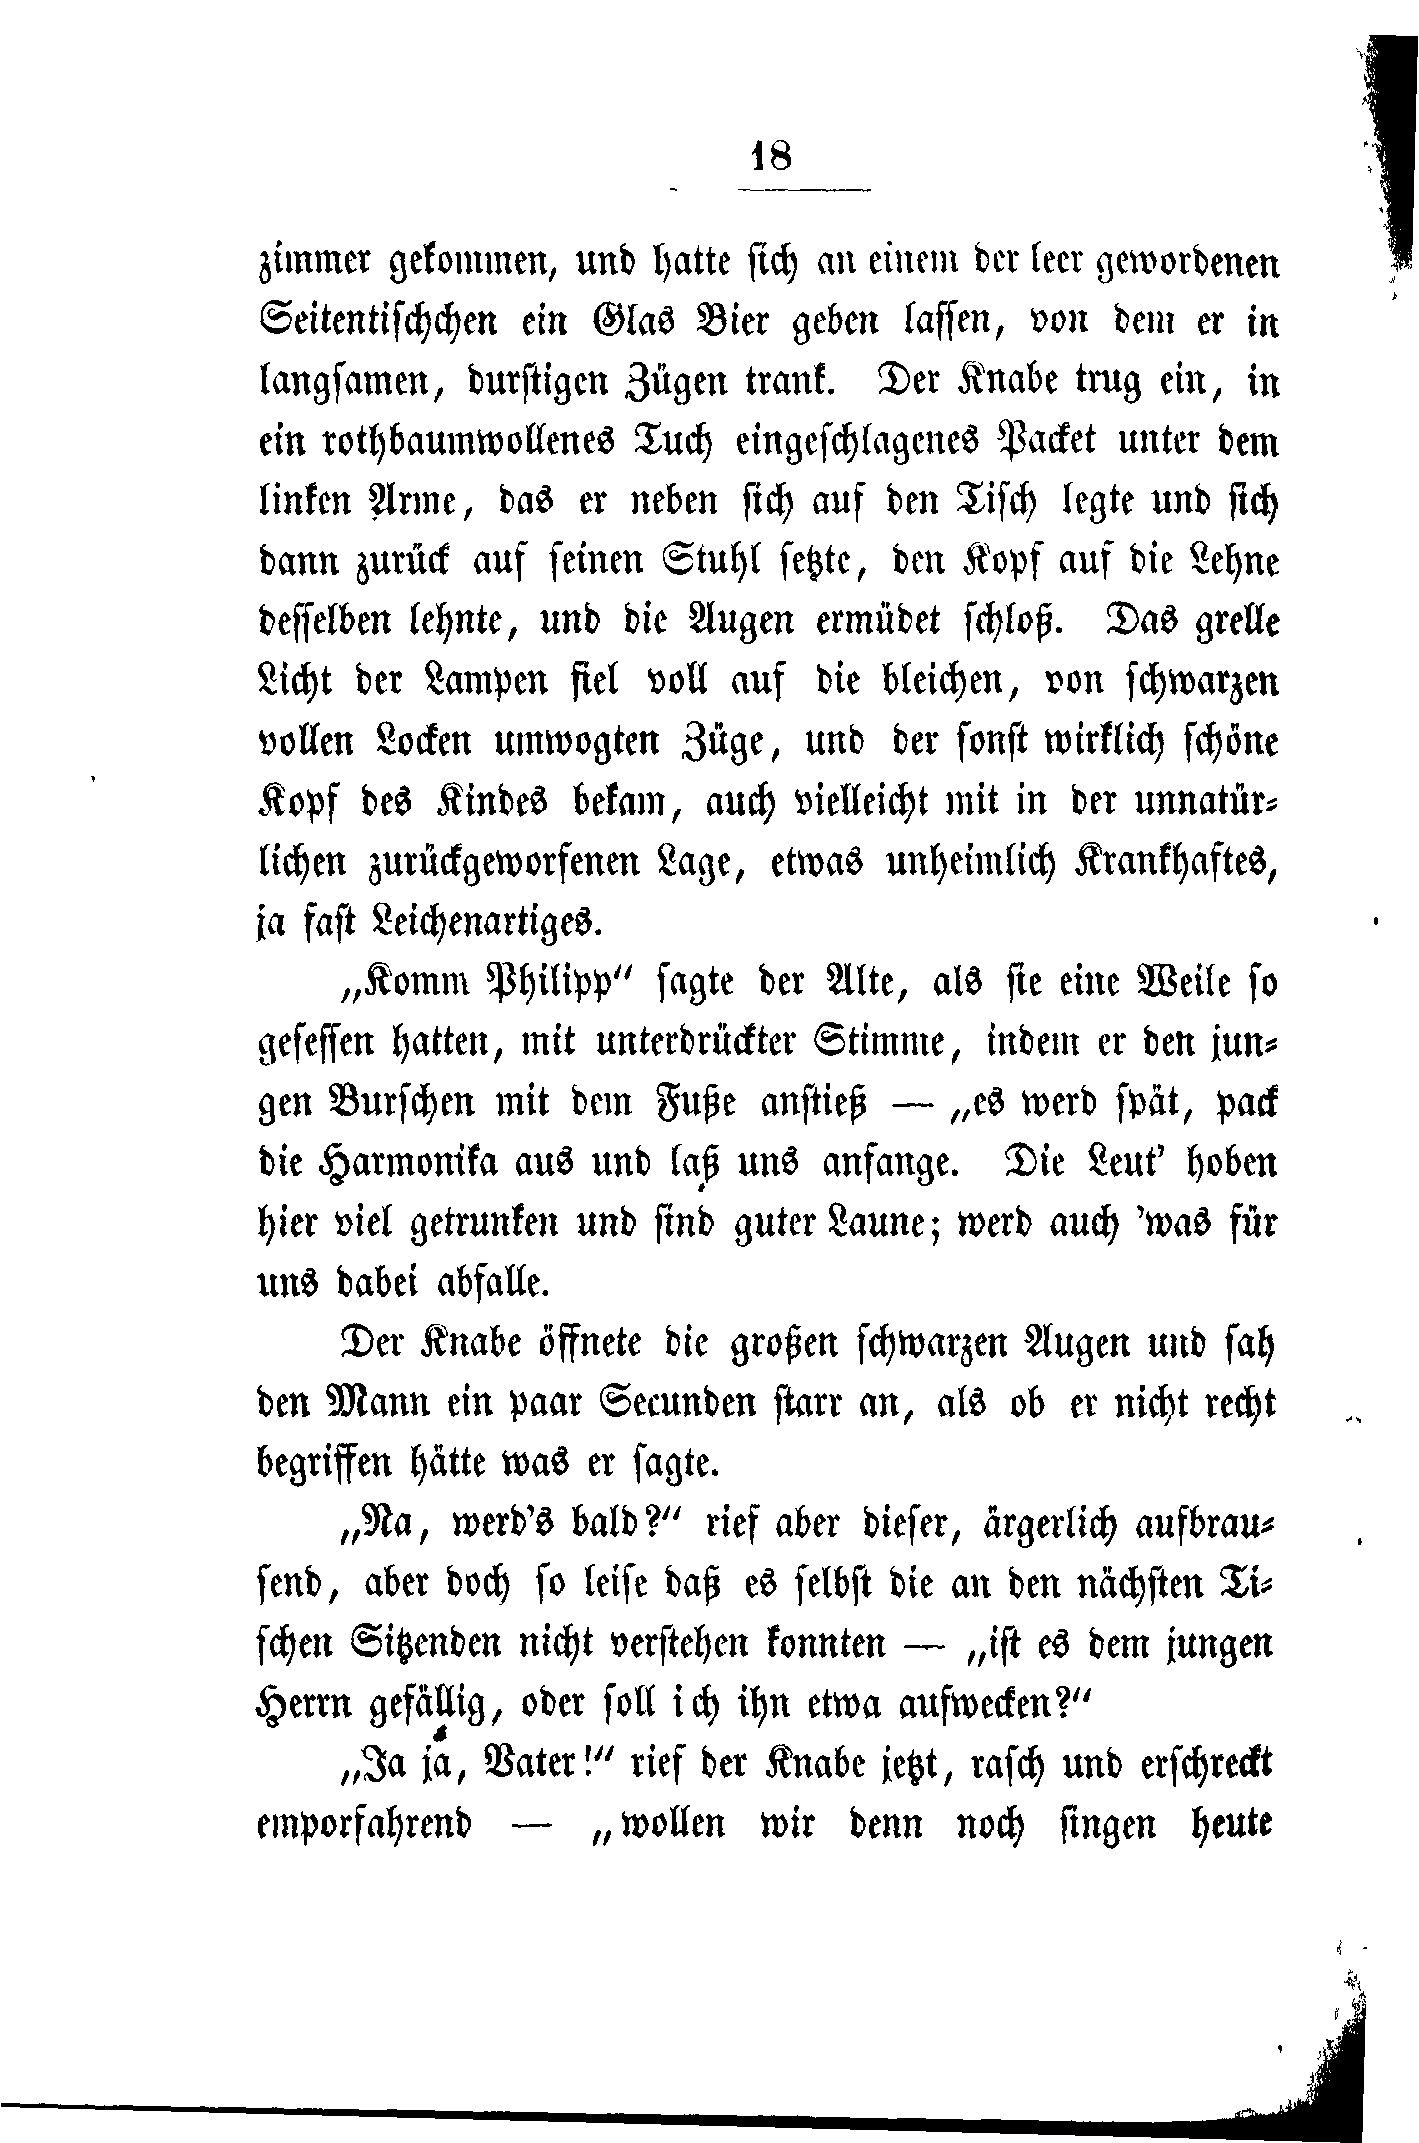 18
zimmer gekommen, und hatte sich an einem der leer gewordenen
Seitentischchen ein Glas Bier geben lassen, von dem er in
langsamen, durstigen Zügen trank. Der Knabe trug ein, in
ein rothbaumwollenes Tuch eingeschlagenes Packet unter dem
linken Arme, das er neben sich auf den Tisch legte und sich
dann zurück auf seinen Stuhl setzte, den Kopf auf die Lehne
desselben lehnte, und die Augen ermüdet schloß. Das grelle
Licht der Lampen fiel voll auf die bleichen, von schwarzen
vollen Locken umwogten Züge, und der sonst wirklich schöne
Kopf des Kindes bekam, auch vielleicht mit in der unnatür-
lichen zurückgeworfenen Lage, etwas unheimlich Krankhaftes,
ja fast Leichenartiges.
„Komm Philipp“ sagte der Alte, als sie eine Weile so
gesessen hatten, mit unterdrückter Stimme, indem er den jun-
gen Burschen mit dem Fuße anstieß — „es werd spät, pack
die Harmonika aus und laß uns anfange. Die Leut' hoben
hier viel getrunken und sind guter Laune; werd auch 'was für
uns dabei abfalle.
Der Knabe öffnete die großen schwarzen Augen und sah
den Mann ein paar Secunden starr an, als ob er nicht recht
begriffen hätte was er sagte.
„Na, werd's bald?“ rief aber dieser, ärgerlich aufbrau-
send, aber doch so leise daß es selbst die an den nächsten Ti-
schen Sitzenden nicht verstehen konnten — „ist es dem jungen
Herrn gefällig, oder soll ich ihn etwa aufwecken?“
„Ja ja, Vater!“ rief der Knabe jetzt, rasch und erschreckt
emporfahrend — „wollen wir denn noch singen heute